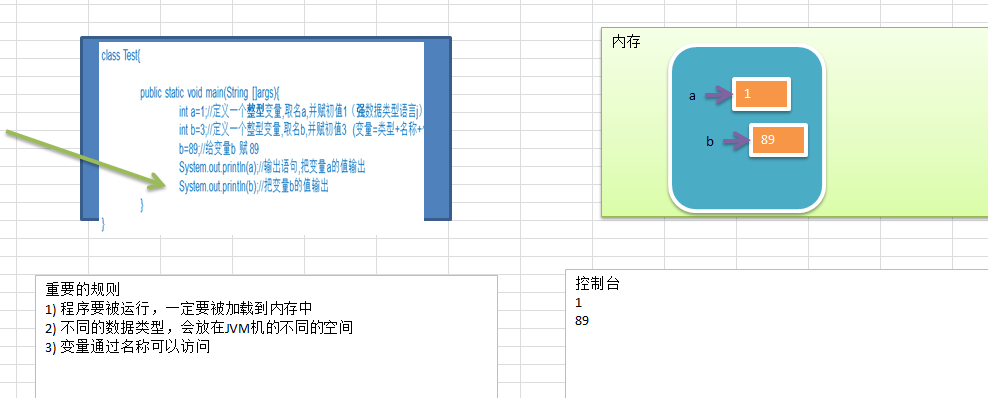 class Test{
public static void main(String []args){
int a=1;//定义一个整型变量,取名a,并赋初值1（强数据类型语言j）
int b=3;//定义一个整型变量,取名b,并赋初值3（变量=类型+名称+
b=89;//给变量b 赋 89
System.out.println(a);//输出语句,把变量a的值输出
System.out.println(b);//把变量b的值输出
}
}
内存
a
1
b
89
重要的规则
1) 程序要被运行，一定要被加载到内存中
2) 不同的数据类型，会放在JVM机的不同的空间
3) 变量通过名称可以访问
控制台
1
89